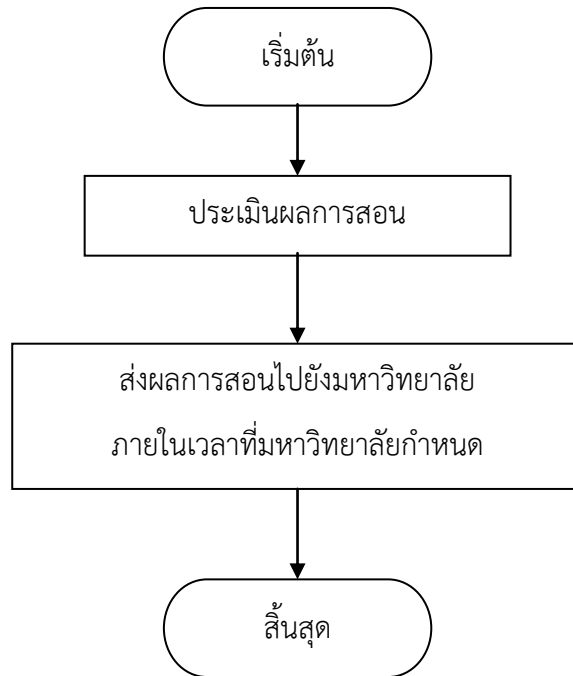 เริ่มต้น
ประเมินผลการสอน
ส่งผลการสอนไปยังมหาวิทยาลัย
ภายในเวลาที่มหาวิทยาลัยกำหนด
สิ้นสุด